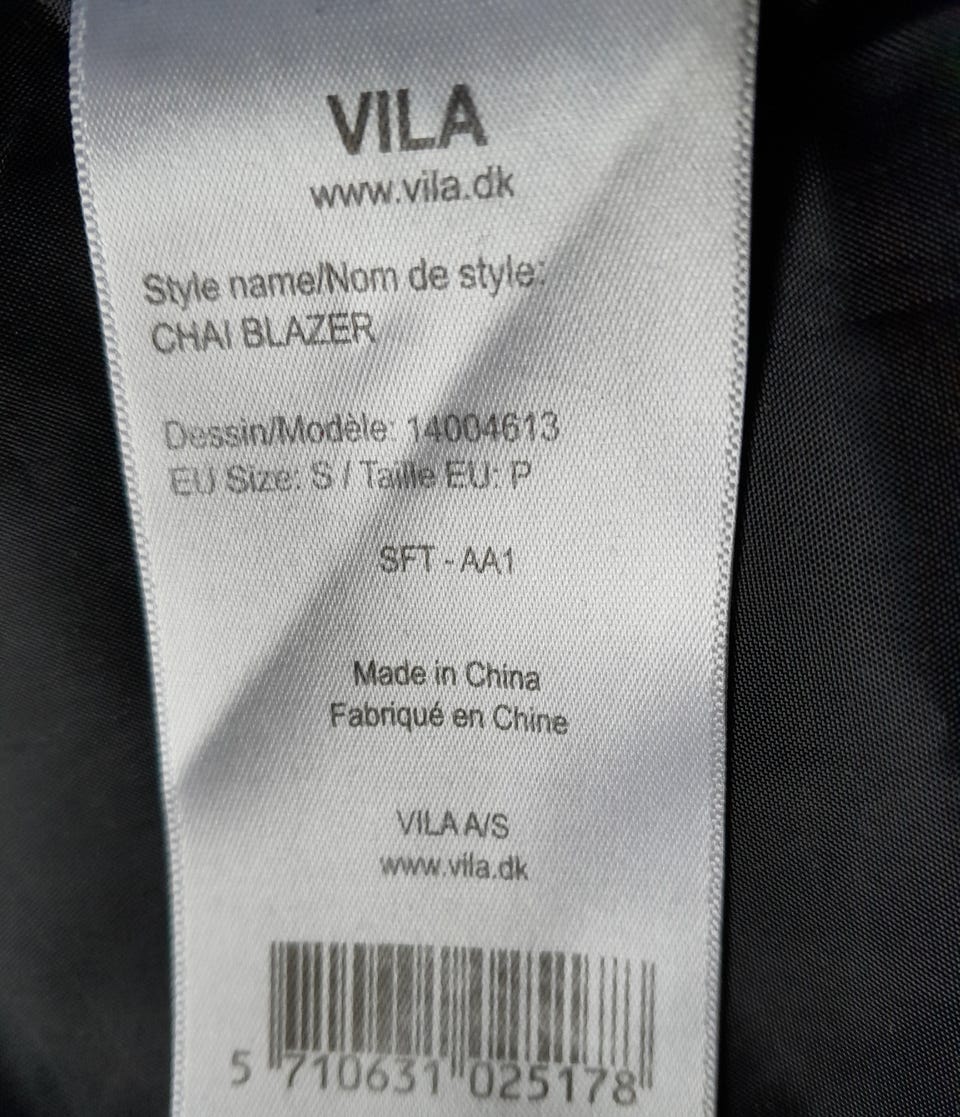 VILA
www.vila.dk
Style name/Nom de style:
CHAI BLAZER
Dessin/Modèle: 14004613
EU Size: S / Taille EU: P
SFT - AA1
Made in China
Fabriqué en Chine
VILA A/S
www.vila.dk
5 710631 025178